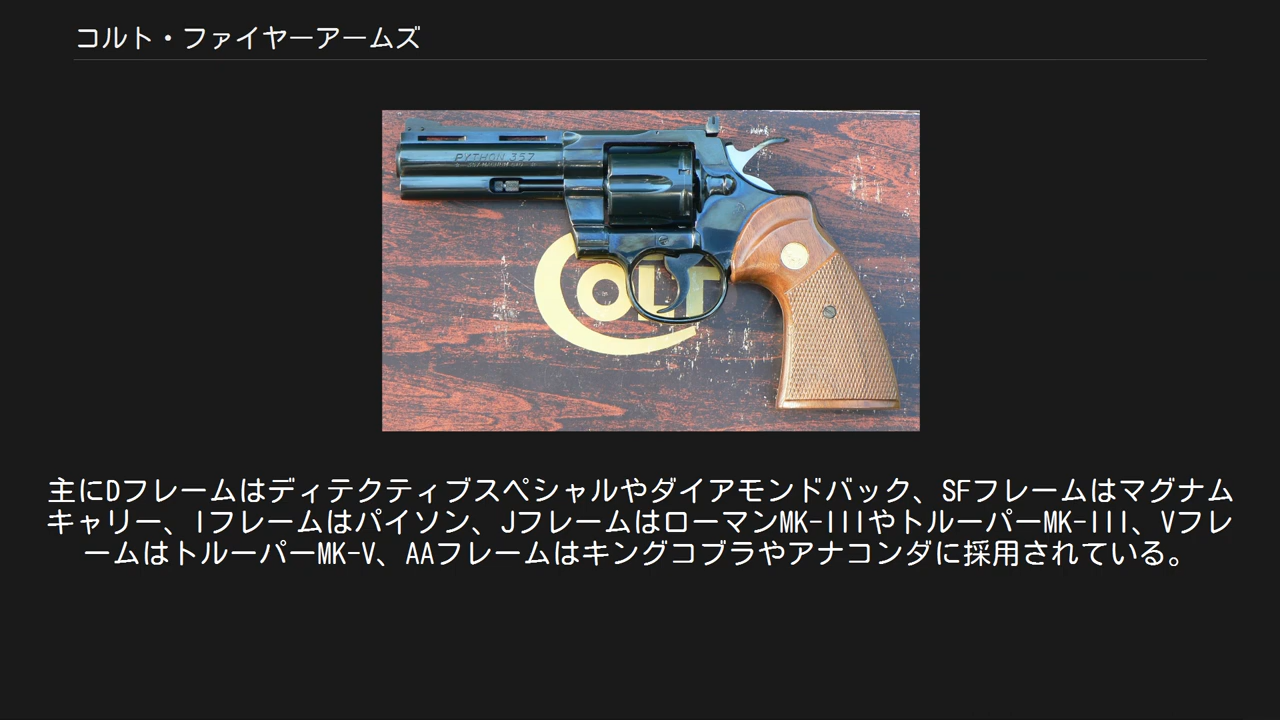 コルト・ファイヤーアームズ
PYTHON 357
COLT
主にDフレームはディテクティブスペシャルやダイアモンドバック、SFフレームはマグナム
キャリー、Iフレームはパイソン、JフレームはローマンMK-IIIやトルーパーMK-III、Vフレ
ームはトルーパーMK-V、AAフレームはキングコブラやアナコンダに採用されている。